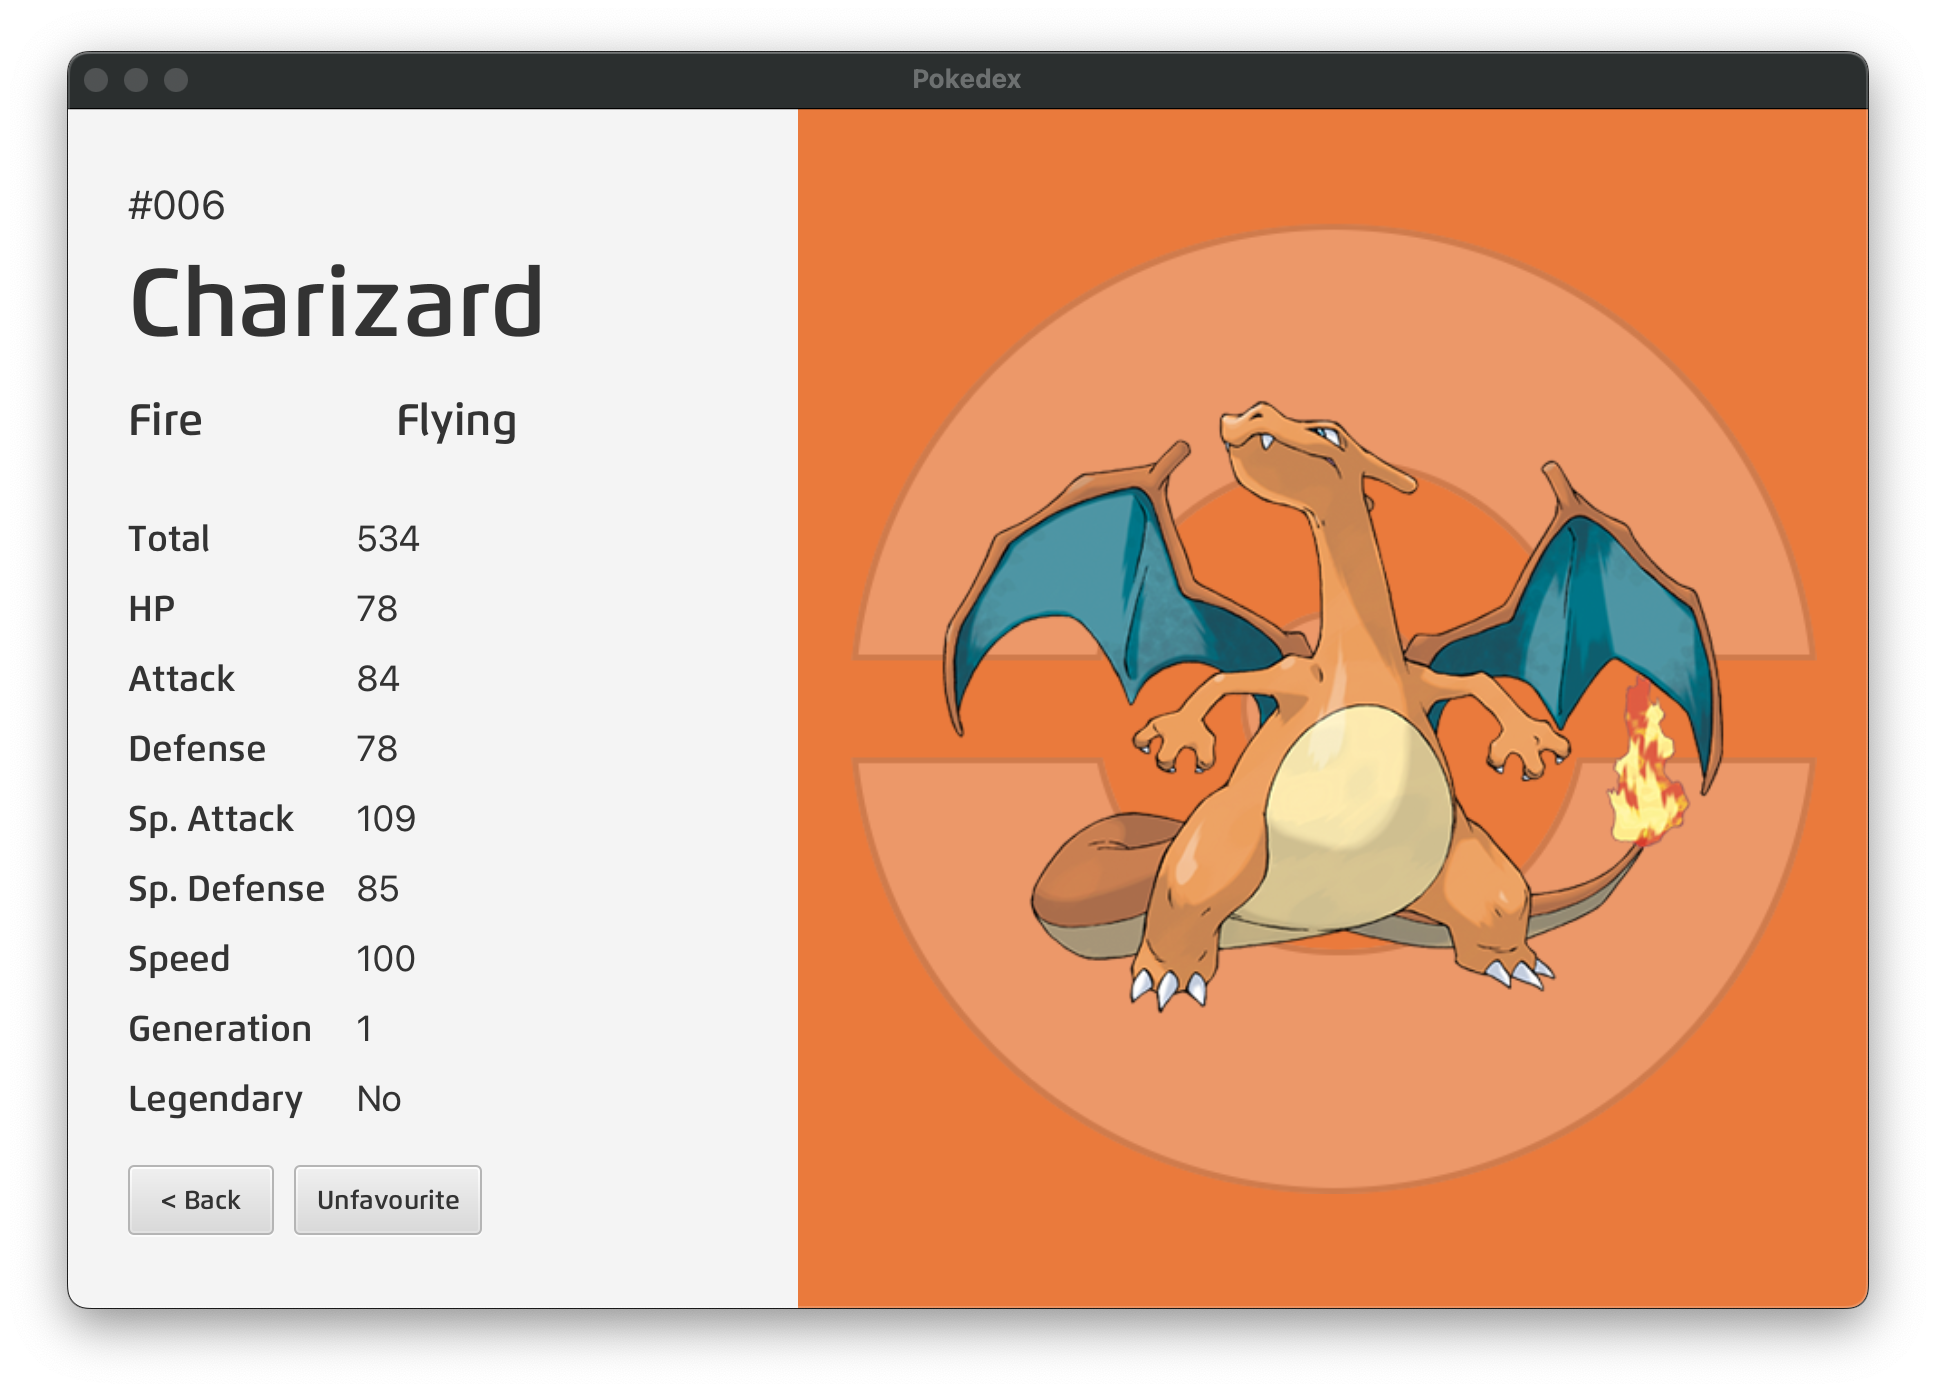 Pokedex
#006
Charizard
Fire Flying
Total 534
HP 78
Attack 84
Defense 78
Sp. Attack 109
Sp. Defense 85
Speed 100
Generation 1
Legendary No
< Back Unfavourite